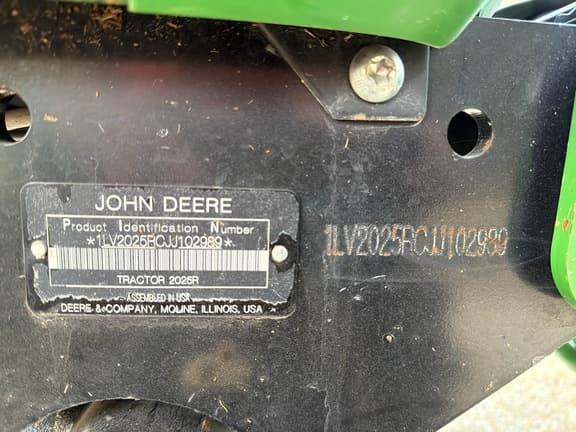 JOHN DEERE
Product Identification Number
*1LV2025RCJJ102989*
TRACTOR 2025R
ASSEMBLED IN USA
DEERE & COMPANY, MOLINE, ILLINOIS, USA
1LV2025RCJJ102989